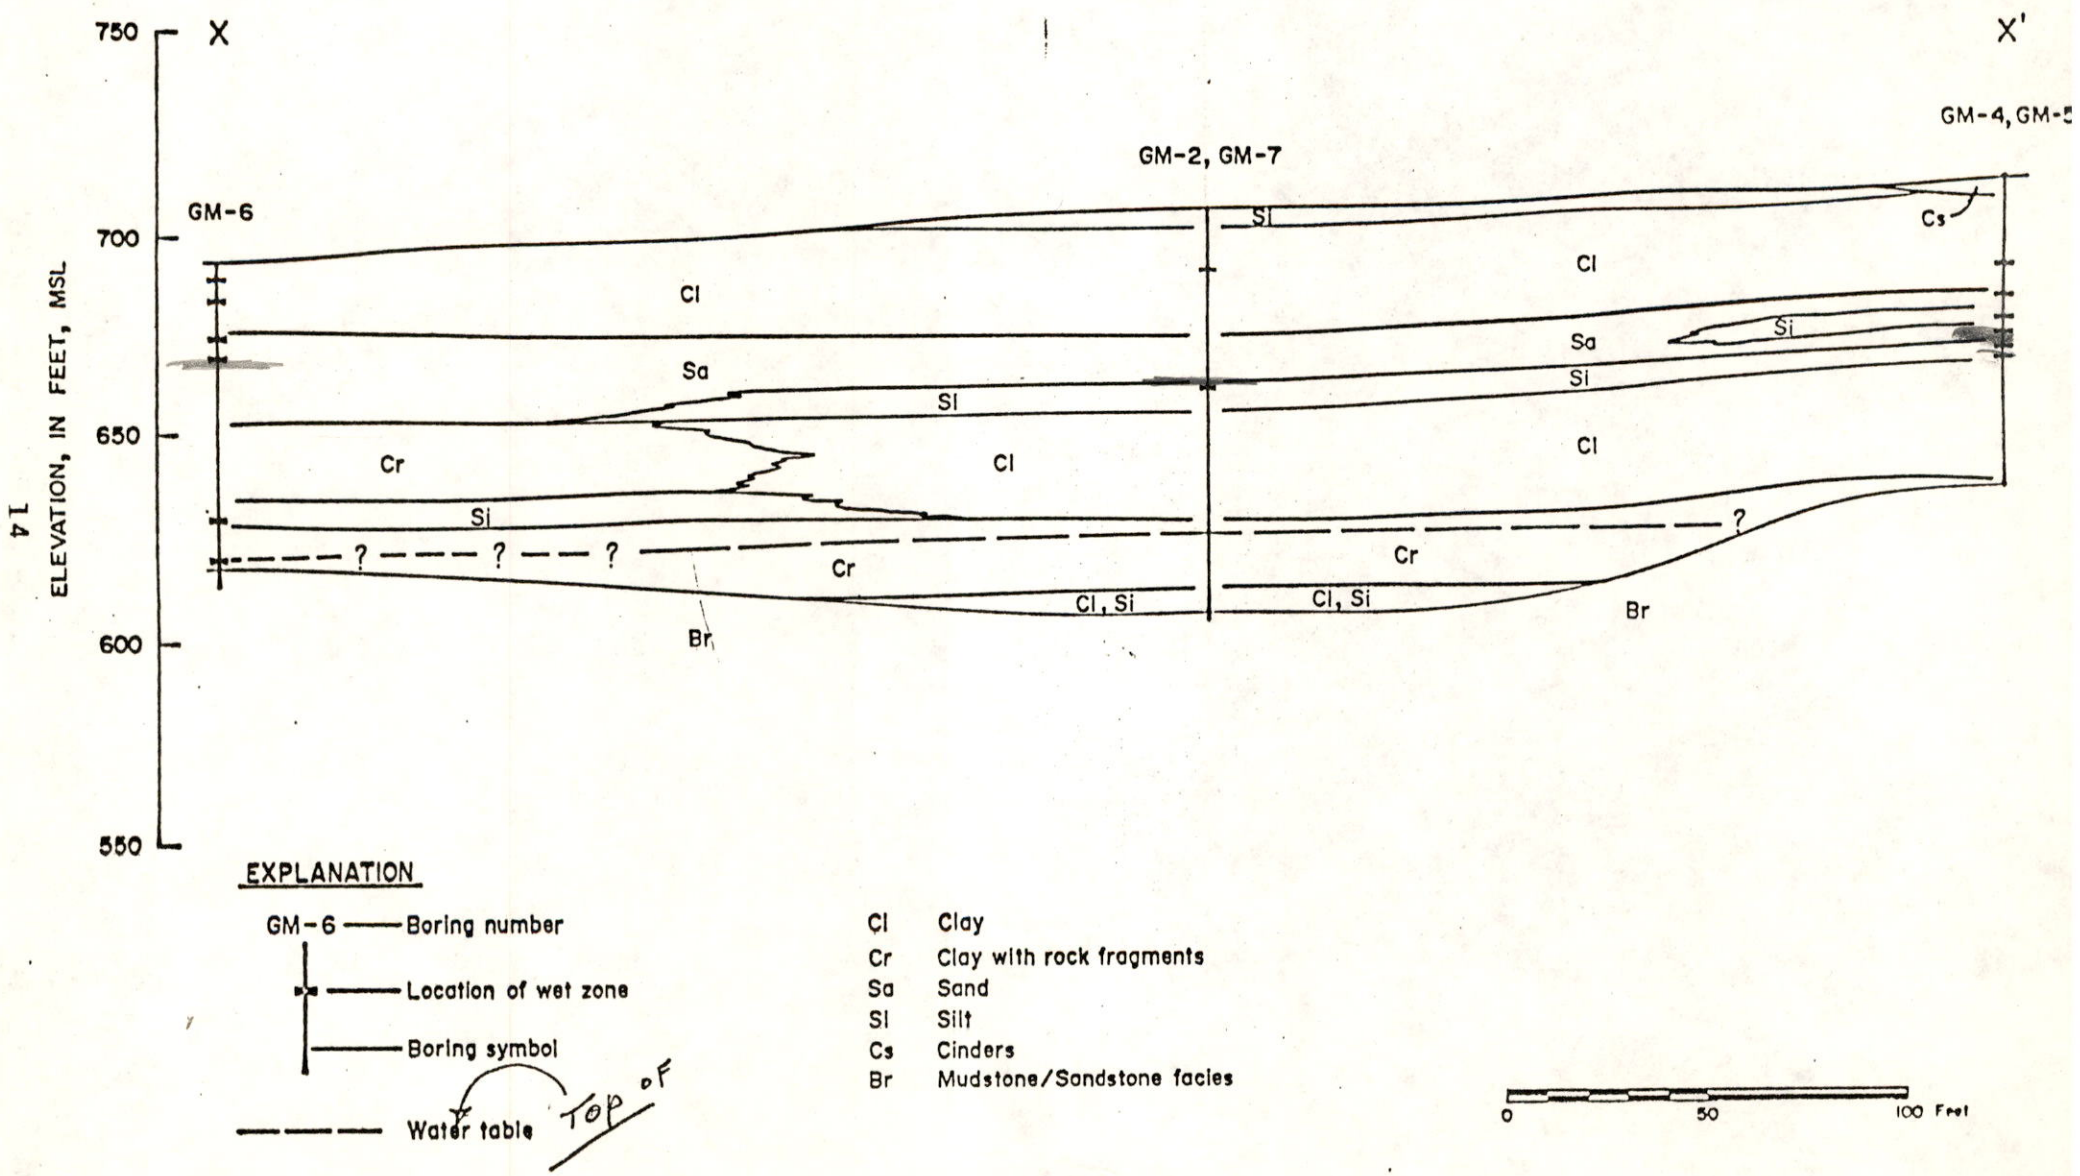 750
X
X'
GM-4, GM-5
GM-2, GM-7
GM-6
Si
Cs
700
Cl
Cl
Si
Sa
Sa
Si
Si
650
Cl
Cr
Cl
Si
?
? ? ?
Cr
Cr
Cl, Si
Cl, Si
Br
Br
600
550
ELEVATION, IN FEET, MSL
14
EXPLANATION
GM-6 Boring number
Location of wet zone
Boring symbol
Top of
Water table
Cl Clay
Cr Clay with rock fragments
Sa Sand
Si Silt
Cs Cinders
Br Mudstone/Sandstone facies
0 50 100 Feet